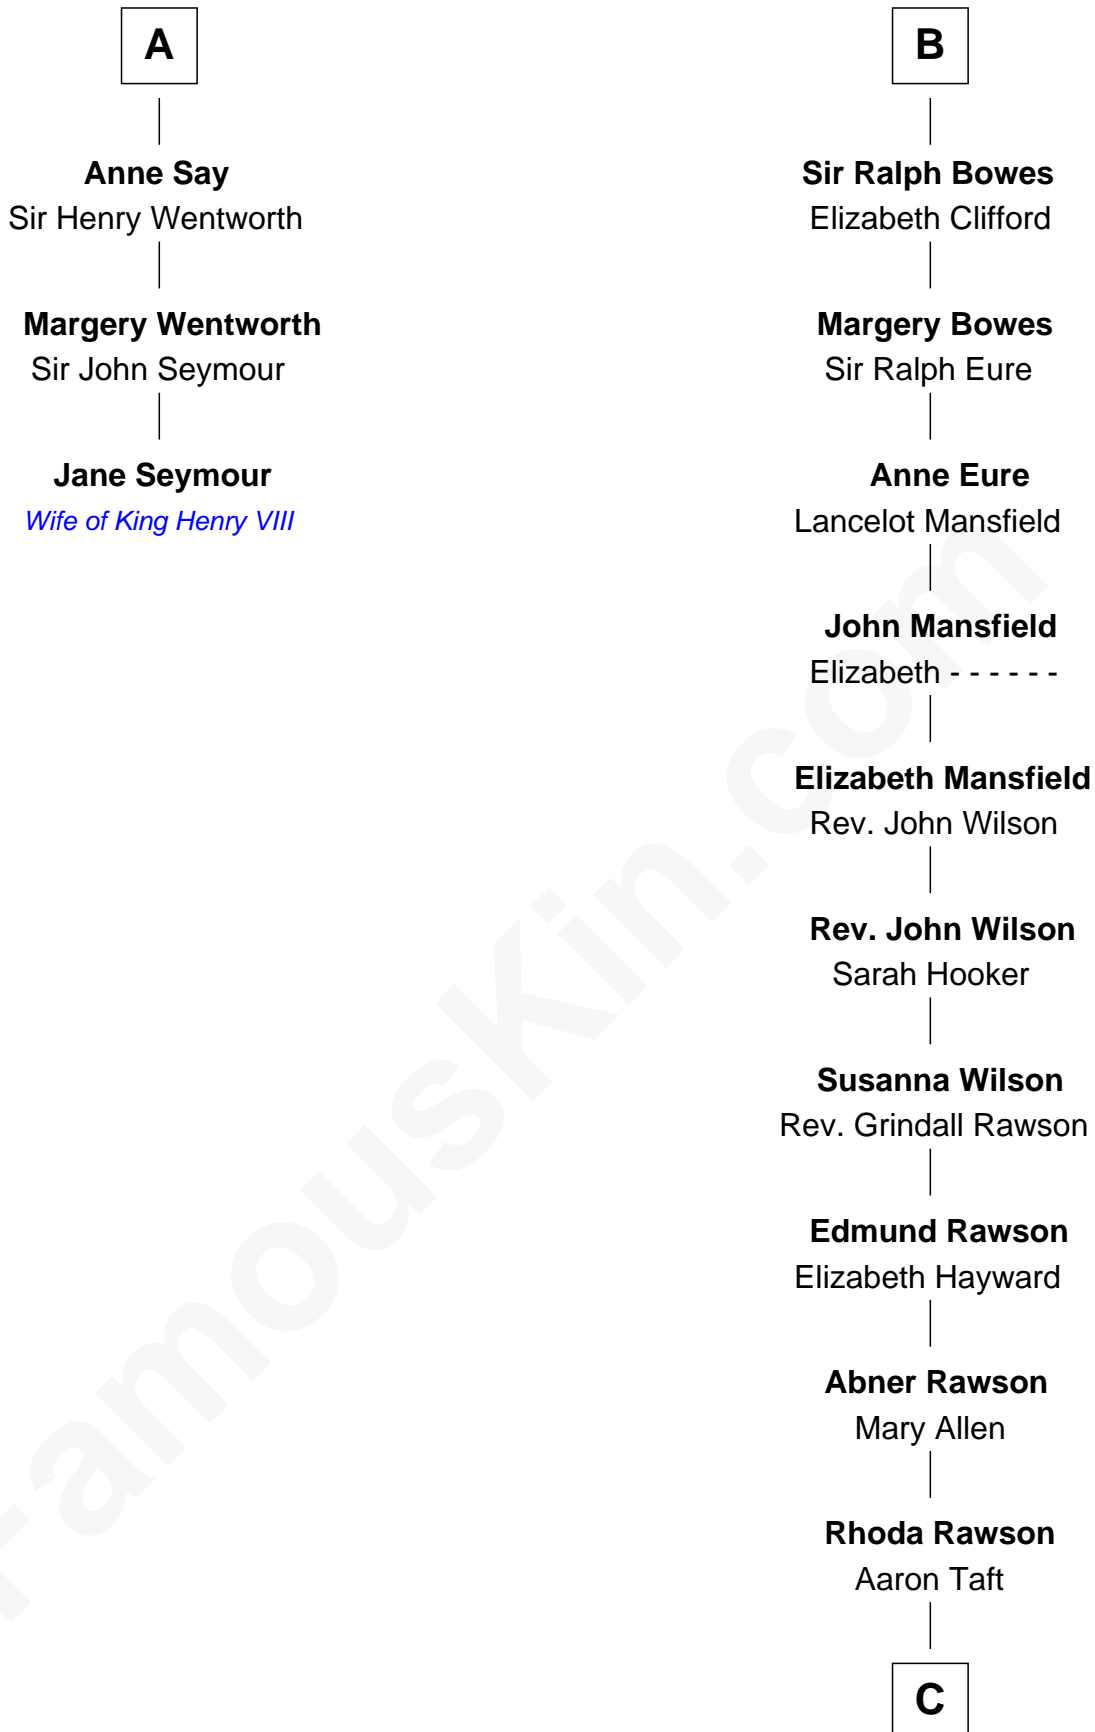 A
Anne Say
Sir Henry Wentworth
Margery Wentworth
Sir John Seymour
Jane Seymour
Wife of King Henry VIII
B
Sir Ralph Bowes
Elizabeth Clifford
Margery Bowes
Sir Ralph Eure
Anne Eure
Lancelot Mansfield
John Mansfield
Elizabeth - - - - - -
Elizabeth Mansfield
Rev. John Wilson
Rev. John Wilson
Sarah Hooker
Susanna Wilson
Rev. Grindall Rawson
Edmund Rawson
Elizabeth Hayward
Abner Rawson
Mary Allen
Rhoda Rawson
Aaron Taft
C
FamousKin.com